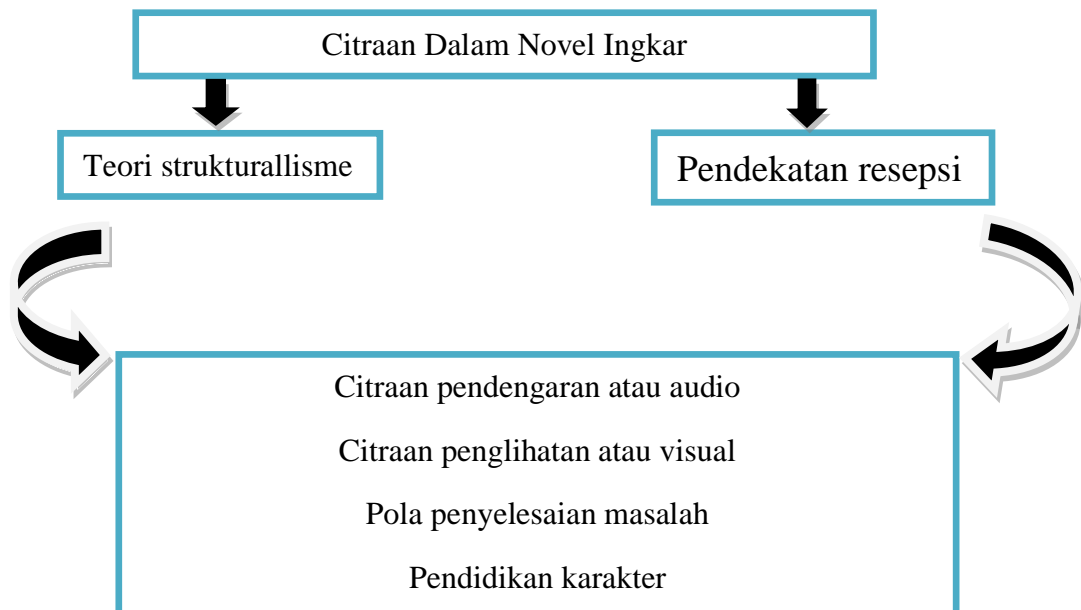 Citraan Dalam Novel Ingkar
Teori strukturallisme
Pendekatan resepsi
Citraan pendengaran atau audio
Citraan penglihatan atau visual
Pola penyelesaian masalah
Pendidikan karakter